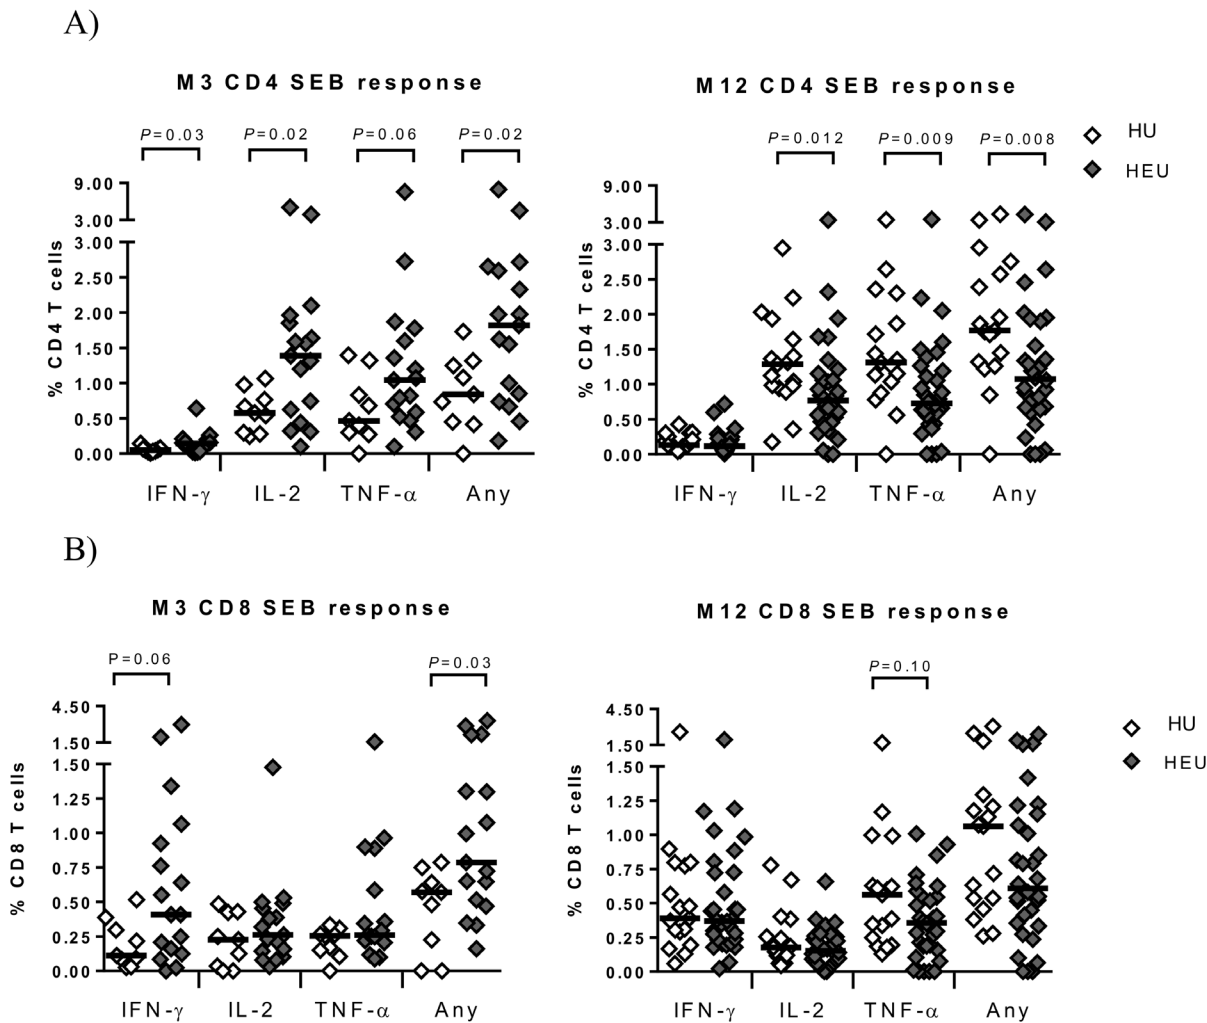 A)
M3 CD4 SEB response
M12 CD4 SEB response
P=0.03
P=0.02
P=0.06
P=0.02
P=0.012
P=0.009
P=0.008
HU
HEU
% CD4 T cells
9.00
3.00
3.00
2.50
2.00
1.50
1.00
0.50
0.00
IFN-γ
IL-2
TNF-α
Any
% CD4 T cells
9.00
3.00
3.00
2.50
2.00
1.50
1.00
0.50
0.00
IFN-γ
IL-2
TNF-α
Any
B)
M3 CD8 SEB response
M12 CD8 SEB response
P=0.06
P=0.03
P=0.10
HU
HEU
% CD8 T cells
4.50
1.50
1.50
1.25
1.00
0.75
0.50
0.25
0.00
IFN-γ
IL-2
TNF-α
Any
% CD8 T cells
4.50
1.50
1.50
1.25
1.00
0.75
0.50
0.25
0.00
IFN-γ
IL-2
TNF-α
Any